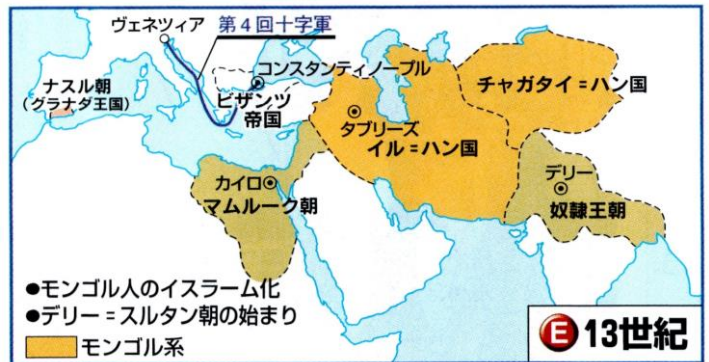 ヴェネツィア
第4回十字軍
コンスタンティノープル
チャガタイ=ハン国
ナスル朝
(グラナダ王国)
ビザンツ
帝国
タブリーズ
イル=ハン国
カイロ
マムルーク朝
デリー
奴隷王朝
●モンゴル人のイスラーム化
●デリー=スルタン朝の始まり
モンゴル系
E 13世紀